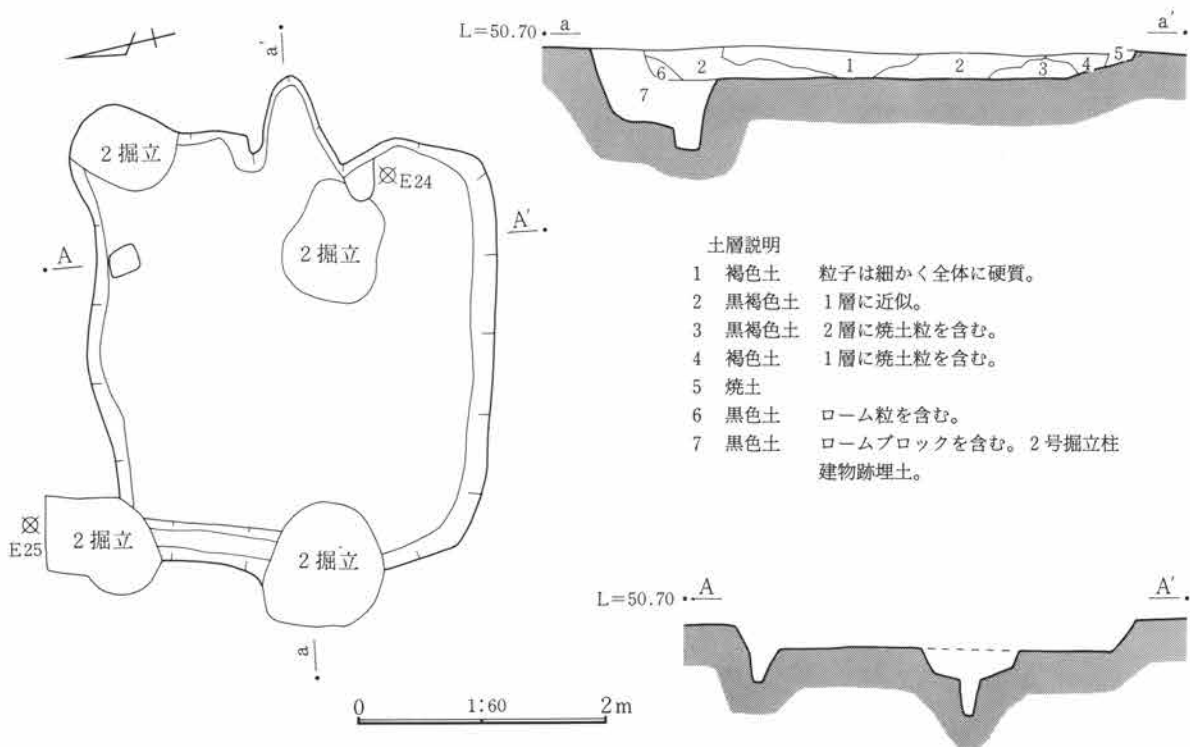 a'
2掘立
E24
2掘立
A
A'
E25
2掘立
2掘立
a
0 1:60 2m
L=50.70 a a'
6 2 1 2 3 4 5
7
土層説明
1 褐色土 粒子は細かく全体に硬質。
2 黒褐色土 1層に近似。
3 黒褐色土 2層に焼土粒を含む。
4 褐色土 1層に焼土粒を含む。
5 焼土
6 黒色土 ローム粒を含む。
7 黒色土 ロームブロックを含む。2号掘立柱
建物跡埋土。
L=50.70 A A'